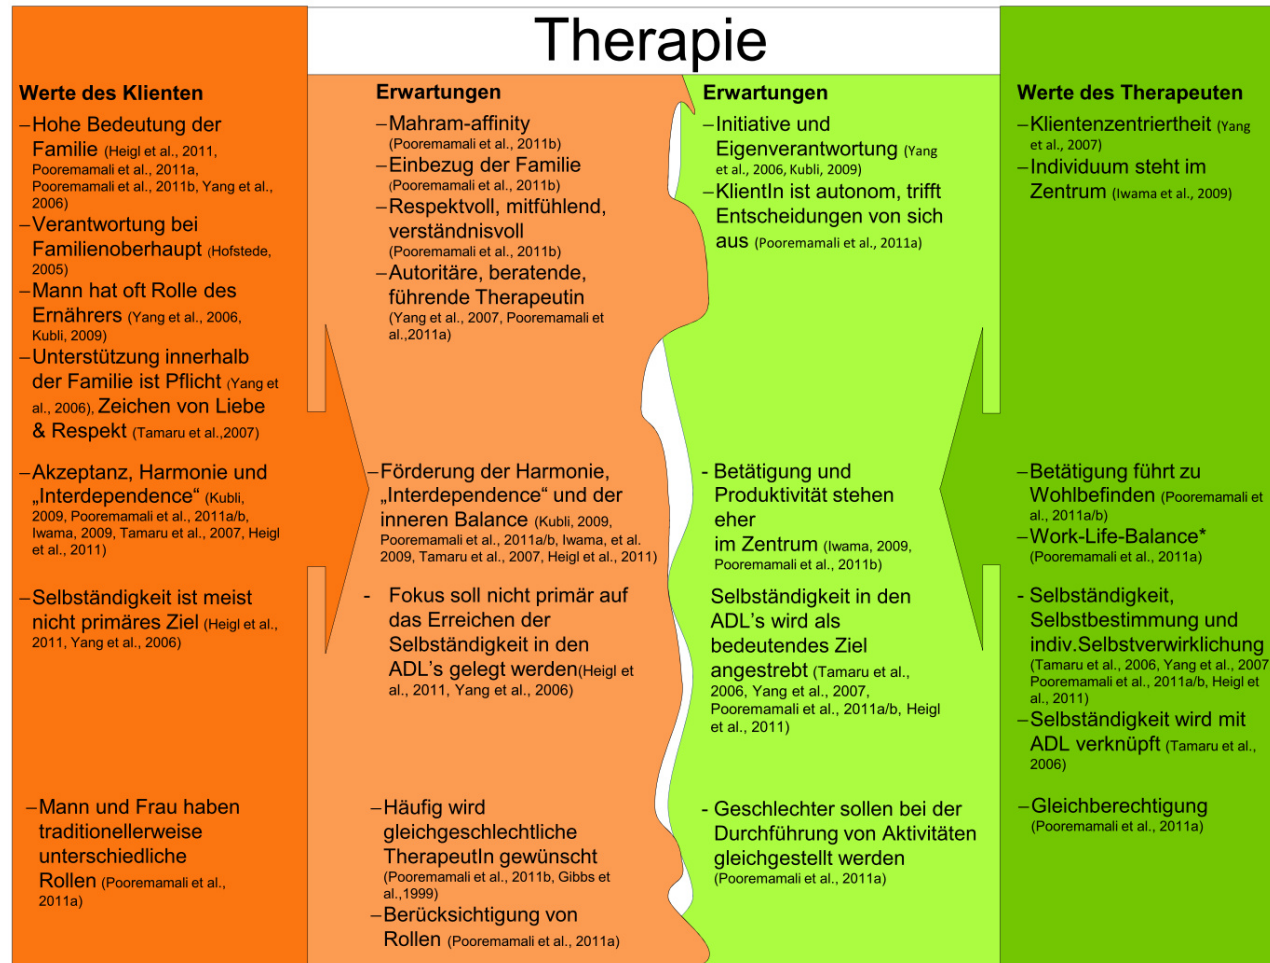 Therapie
Werte des Klienten
–Hohe Bedeutung der
Familie (Heigl et al., 2011,
Pooremamali et al., 2011a,
Pooremamali et al., 2011b, Yang et al.,
2006)
–Verantwortung bei
Familienoberhaupt (Hofstede,
2005)
–Mann hat oft Rolle des
Ernährers (Yang et al., 2006,
Kubli, 2009)
–Unterstützung innerhalb
der Familie ist Pflicht (Yang et
al., 2006), Zeichen von Liebe
& Respekt (Tamaru et al.,2007)
–Akzeptanz, Harmonie und
„Interdependence“ (Kubli,
2009, Pooremamali et al., 2011a/b,
Iwama, 2009, Tamaru et al., 2007, Heigl
et al., 2011)
–Selbständigkeit ist meist
nicht primäres Ziel (Heigl et al.,
2011, Yang et al., 2006)
–Mann und Frau haben
traditionellerweise
unterschiedliche
Rollen (Pooremamali et al.,
2011a)
Erwartungen
–Mahram-affinity
(Pooremamali et al., 2011b)
–Einbezug der Familie
(Pooremamali et al., 2011b)
–Respektvoll, mitfühlend,
verständnisvoll
(Pooremamali et al., 2011b)
–Autoritäre, beratende,
führende Therapeutin
(Yang et al., 2007, Pooremamali et
al.,2011a)
–Förderung der Harmonie,
„Interdependence“ und der
inneren Balance (Kubli, 2009,
Pooremamali et al., 2011a/b, Iwama, et al.
2009, Tamaru et al., 2007, Heigl et al., 2011)
- Fokus soll nicht primär auf
das Erreichen der
Selbständigkeit in den
ADL’s gelegt werden(Heigl et
al., 2011, Yang et al., 2006)
–Häufig wird
gleichgeschlechtliche
TherapeutIn gewünscht
(Pooremamali et al., 2011b, Gibbs et
al.,1999)
–Berücksichtigung von
Rollen (Pooremamali et al., 2011a)
Erwartungen
–Initiative und
Eigenverantwortung (Yang
et al., 2006, Kubli, 2009)
–KlientIn ist autonom, trifft
Entscheidungen von sich
aus (Pooremamali et al., 2011a)
- Betätigung und
Produktivität stehen
eher
im Zentrum (Iwama, 2009,
Pooremamali et al., 2011b)
Selbständigkeit in den
ADL’s wird als
bedeutendes Ziel
angestrebt (Tamaru et al.,
2006, Yang et al., 2007,
Pooremamali et al., 2011a/b, Heigl
et al., 2011)
- Geschlechter sollen bei der
Durchführung von Aktivitäten
gleichgestellt werden
(Pooremamali et al., 2011a)
Werte des Therapeuten
–Klientenzentriertheit (Yang
et al., 2007)
–Individuum steht im
Zentrum (Iwama et al., 2009)
–Betätigung führt zu
Wohlbefinden (Pooremamali et
al., 2011a/b)
–Work-Life-Balance*
(Pooremamali et al., 2011a)
- Selbständigkeit,
Selbstbestimmung und
indiv.Selbstverwirklichung
(Tamaru et al., 2006, Yang et al., 2007
Pooremamali et al., 2011a/b, Heigl et
al., 2011)
–Selbständigkeit wird mit
ADL verknüpft (Tamaru et al.,
2006)
–Gleichberechtigung
(Pooremamali et al., 2011a)